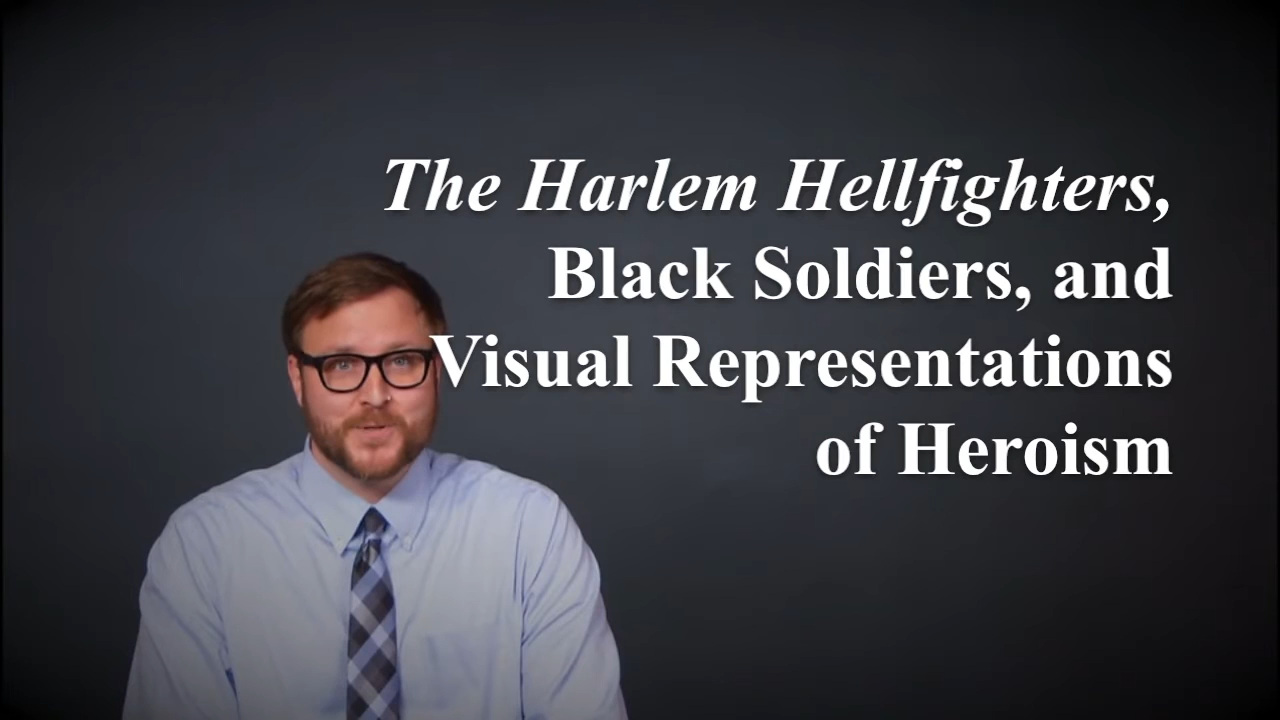 The Harlem Hellfighters,
Black Soldiers, and
Visual Representations
of Heroism